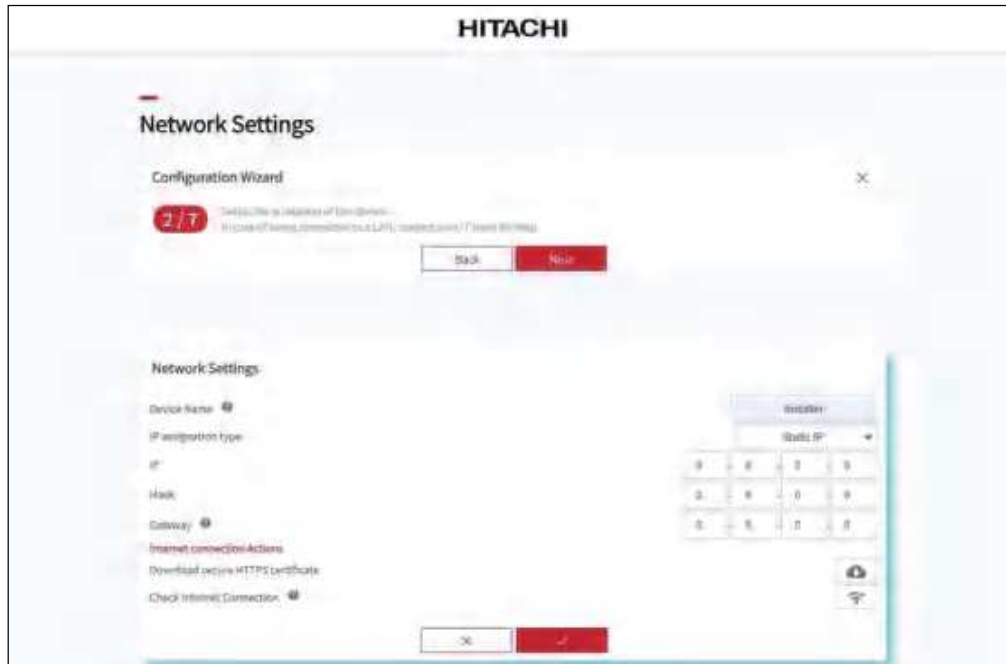 HITACHI
Network Settings
Configuration Wizard
2/7
Back Next
Network Settings
Device Name
Installer
IP assignation type
Static IP
IP
Mask
Gateway
Internet connection Actions
Download secure HTTPS certificate
Check Internet Connection